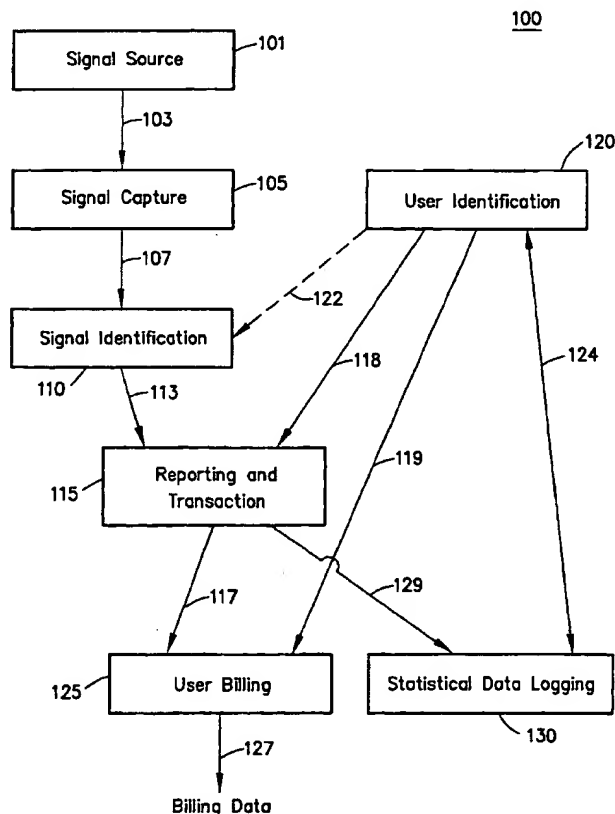 100
Signal Source
101
103
120
Signal Capture
105
User Identification
107
122
Signal Identification
110
113
118
124
119
Reporting and
Transaction
115
117
129
125
User Billing
Statistical Data Logging
130
127
Billing Data